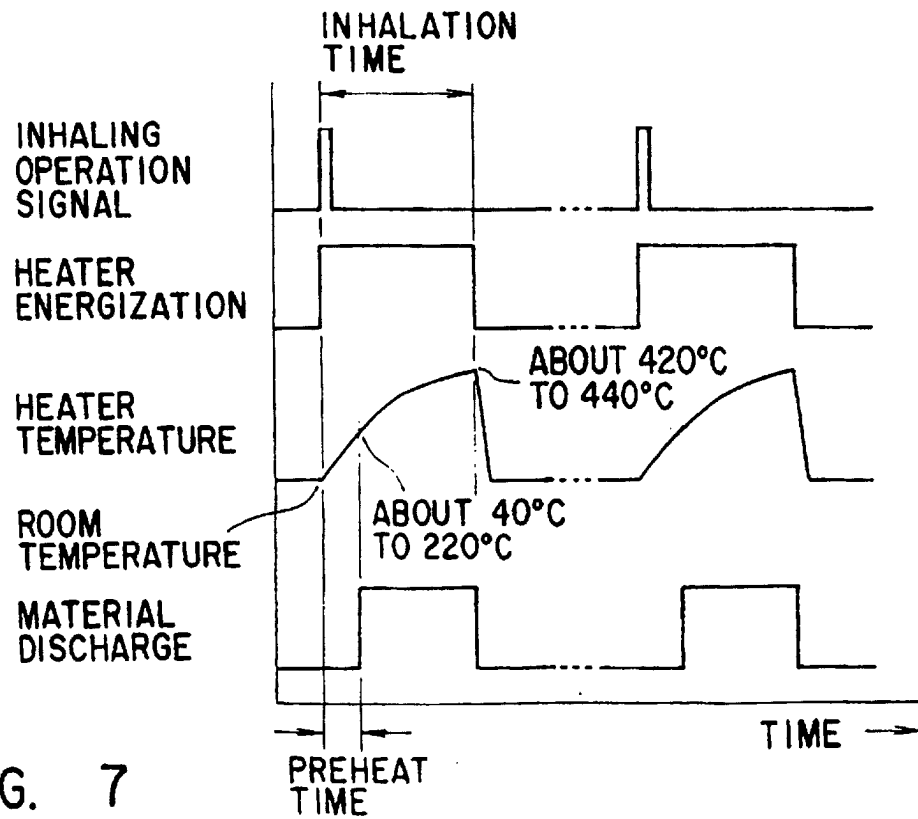 INHALATION
TIME
INHALING
OPERATION
SIGNAL
HEATER
ENERGIZATION
HEATER
TEMPERATURE
ABOUT 420°C
TO 440°C
ROOM
TEMPERATURE
ABOUT 40°C
TO 220°C
MATERIAL
DISCHARGE
TIME
PREHEAT
TIME
G. 7